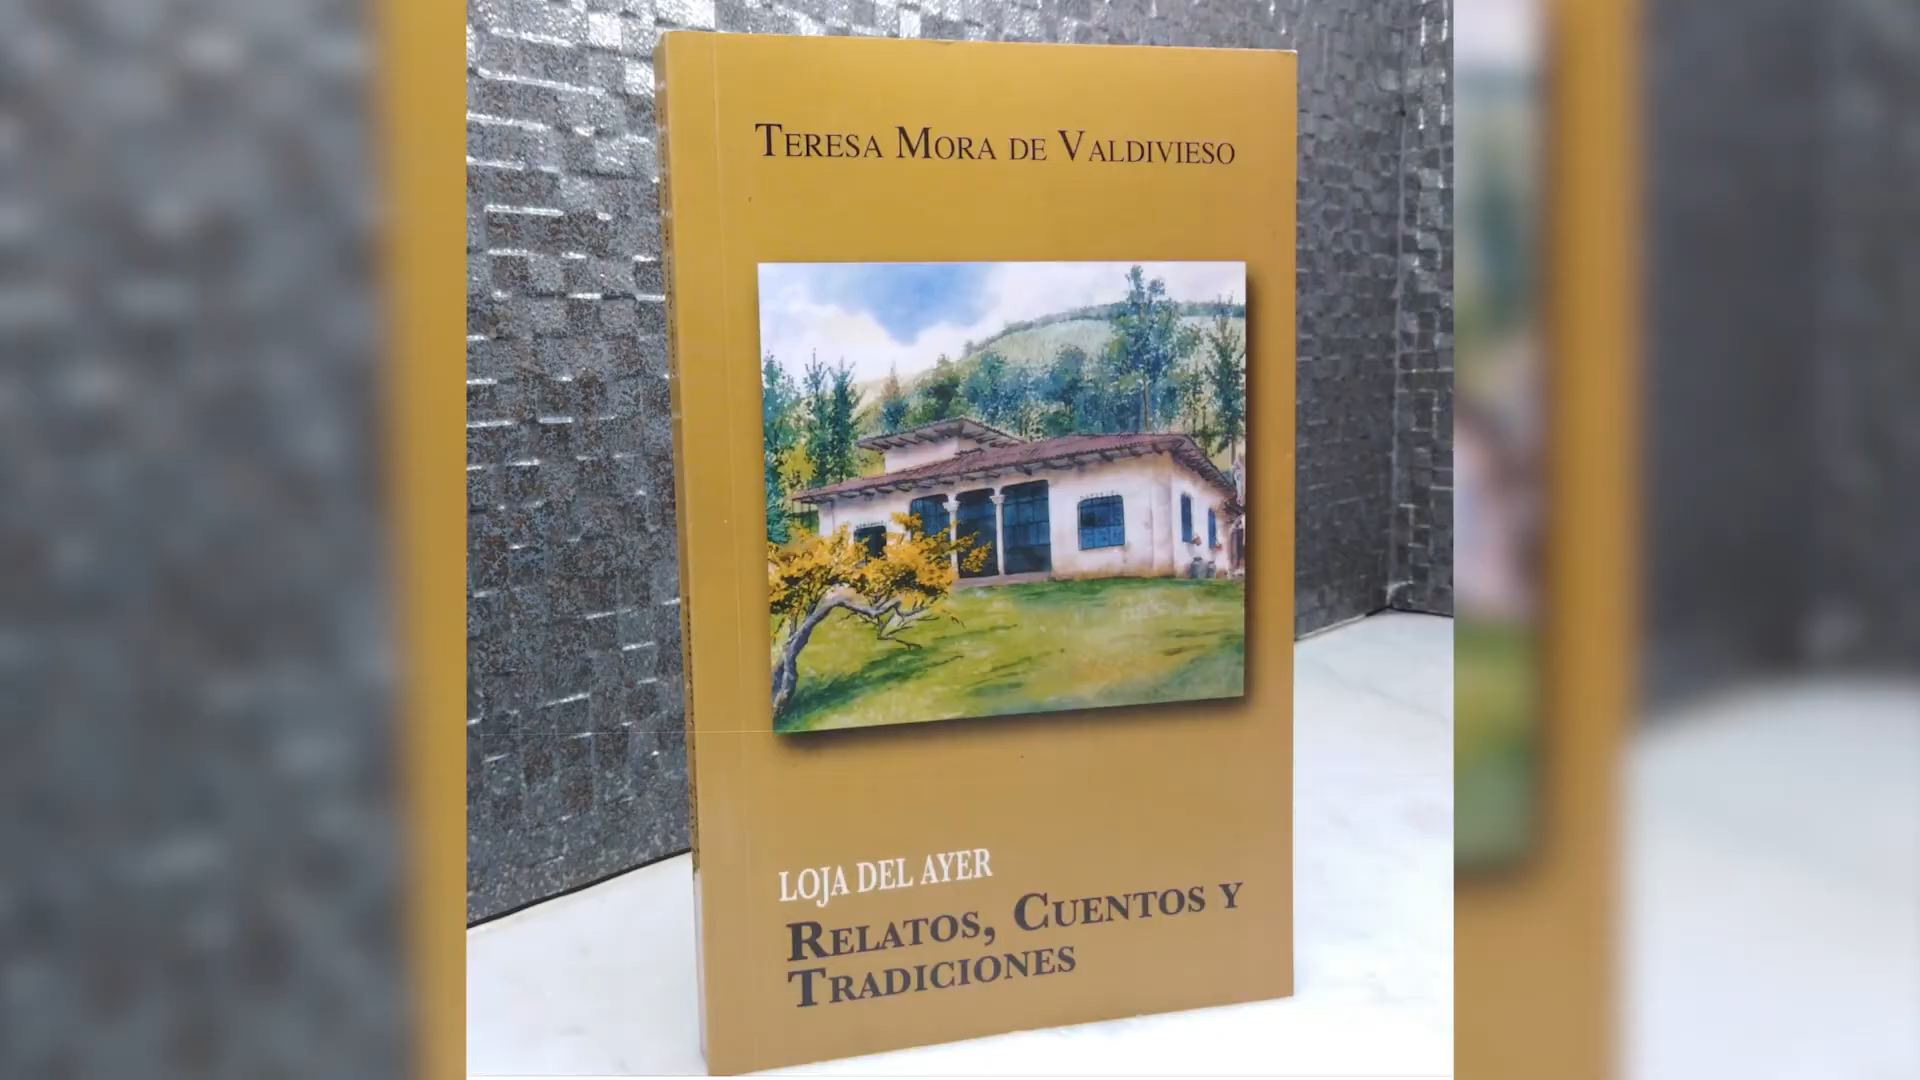 TERESA MORA DE VALDIVIESO
LOJA DEL AYER
RELATOS, CUENTOS Y
TRADICIONES